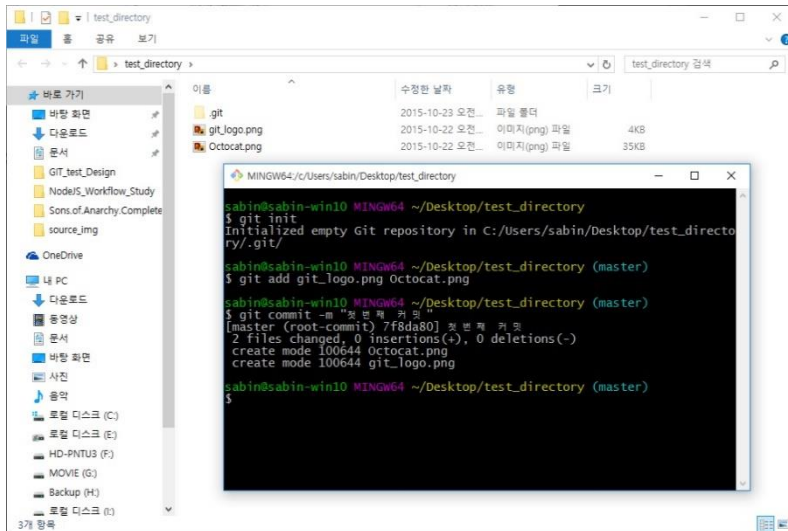 test_directory
파일 홈 공유 보기
test_directory
test_directory 검색
이름 수정한 날짜 유형 크기
.git 2015-10-23 오전... 파일 폴더
git_logo.png 2015-10-22 오전... 이미지(png) 파일 4KB
Octocat.png 2015-10-22 오전... 이미지(png) 파일 35KB
바로 가기
바탕 화면
다운로드
문서
GIT_test_Design
NodeJS_Workflow_Study
Sons.of.Anarchy.Complete
source_img
OneDrive
내 PC
다운로드
동영상
문서
바탕 화면
사진
음악
로컬 디스크 (C:)
로컬 디스크 (E:)
HD-PNTU3 (F:)
MOVIE (G:)
Backup (H:)
로컬 디스크 (I:)
3개 항목
MINGW64:/c/Users/sabin/Desktop/test_directory
sabin@sabin-win10 MINGW64 ~/Desktop/test_directory
$ git init
Initialized empty Git repository in C:/Users/sabin/Desktop/test_directo
ry/.git/
sabin@sabin-win10 MINGW64 ~/Desktop/test_directory (master)
$ git add git_logo.png Octocat.png
sabin@sabin-win10 MINGW64 ~/Desktop/test_directory (master)
$ git commit -m "첫 번째 커밋"
[master (root-commit) 7f8da80] 첫 번째 커밋
2 files changed, 0 insertions(+), 0 deletions(-)
create mode 100644 Octocat.png
create mode 100644 git_logo.png
sabin@sabin-win10 MINGW64 ~/Desktop/test_directory (master)
$